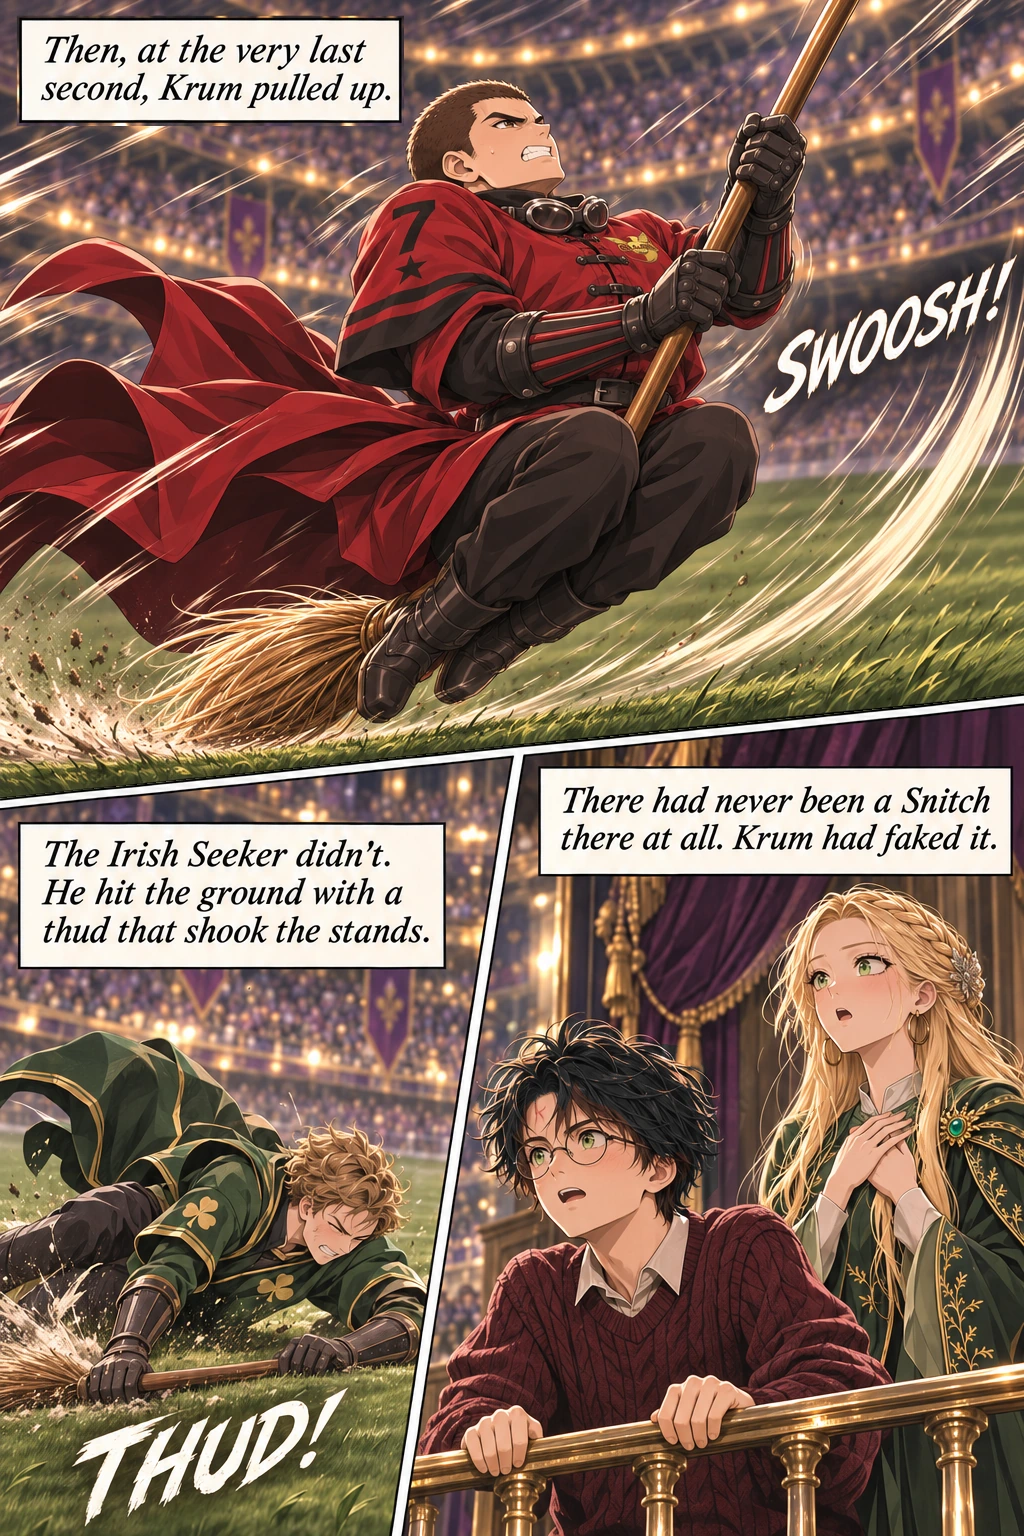 Then, at the very last
second, Krum pulled up.
7
SWOOSH!
The Irish Seeker didn't.
He hit the ground with a
thud that shook the stands.
THUD!
There had never been a Snitch
there at all. Krum had faked it.